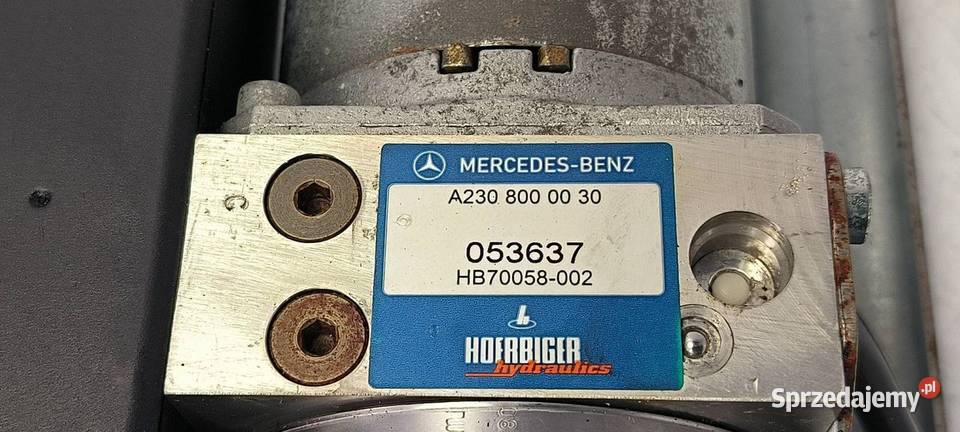 MERCEDES-BENZ
A230 800 00 30
053637
HB70058-002
HOERBIGER
hydraulics
C
Sprzedajemy.pl